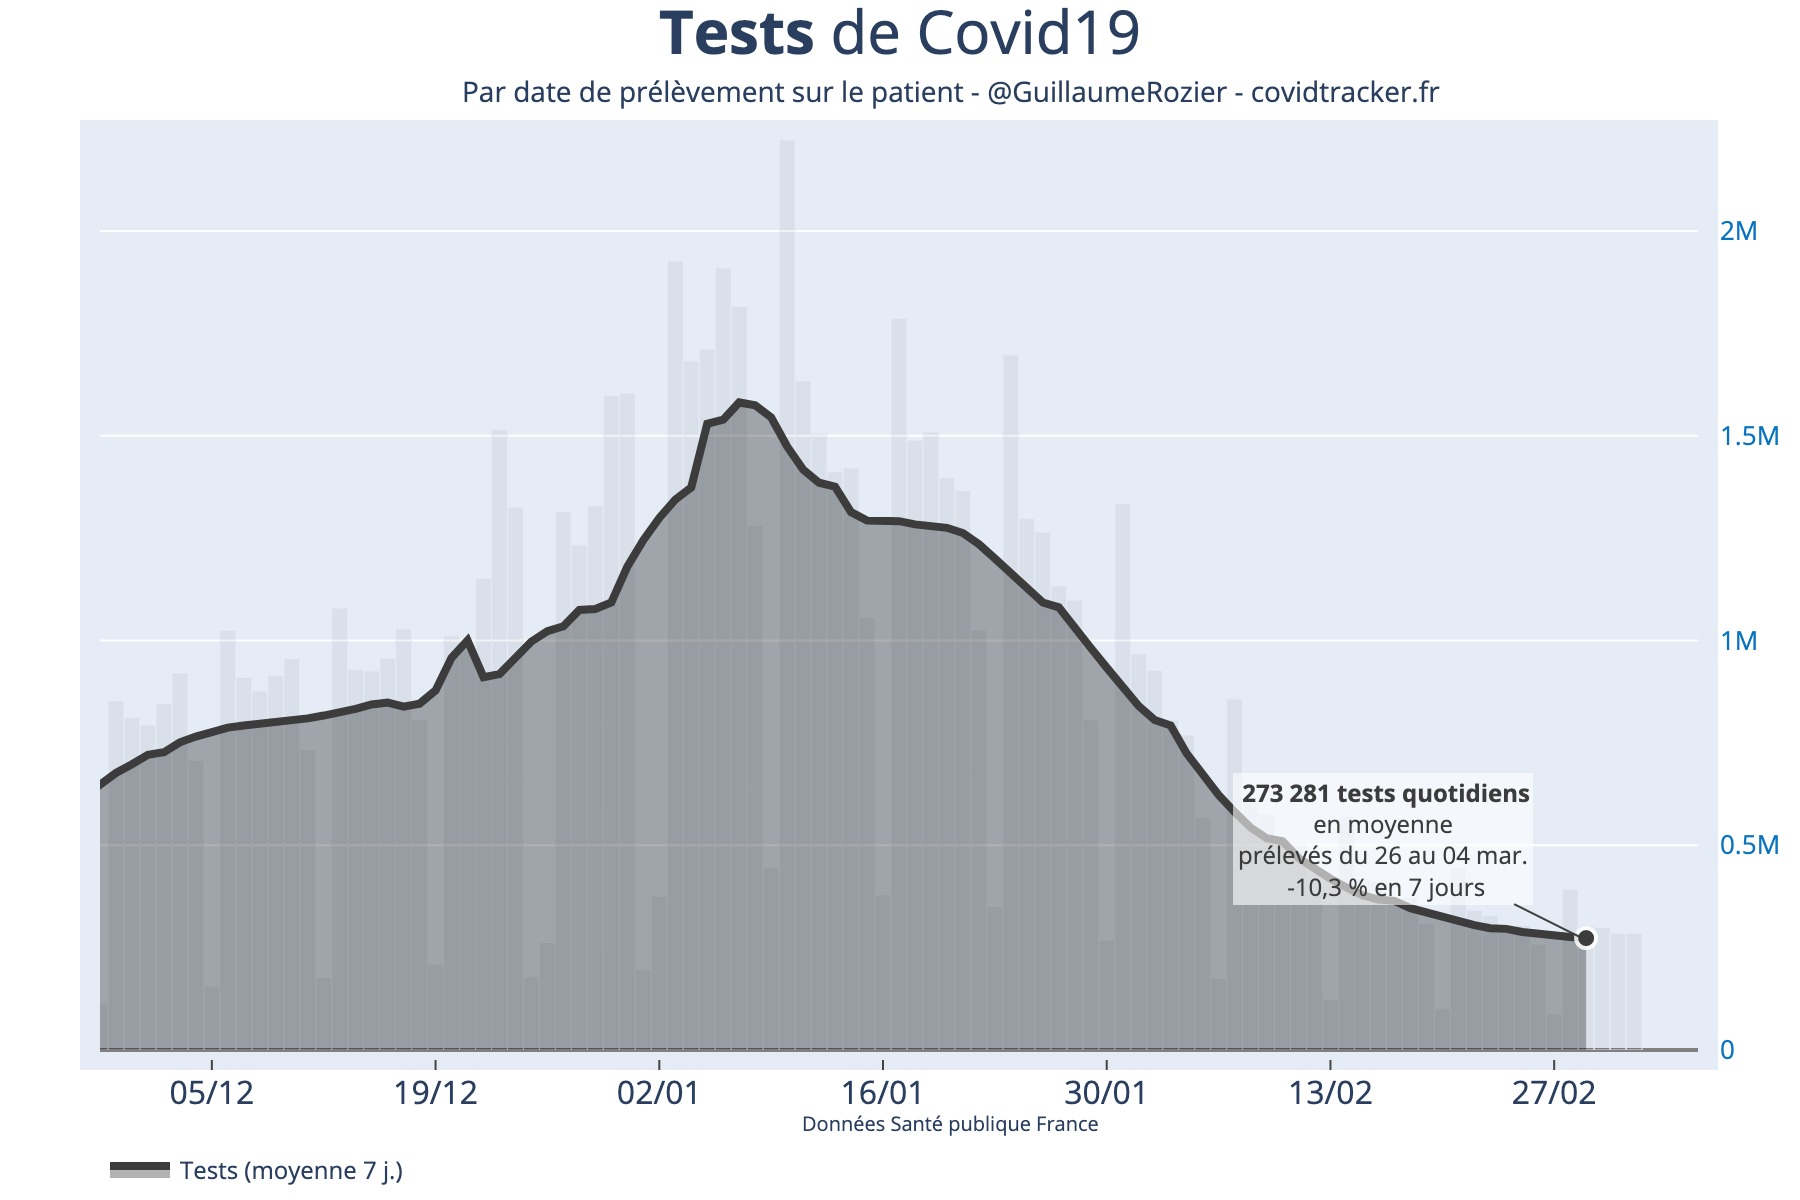 Tests de Covid19
Par date de prélèvement sur le patient - @GuillaumeRozier - covidtracker.fr
2M
1.5M
1M
273 281 tests quotidiens
en moyenne
prélevés du 26 au 04 mar.
-10,3 % en 7 jours
0.5M
0
05/12 19/12 02/01 16/01 30/01 13/02 27/02
Données Santé publique France
Tests (moyenne 7 j.)